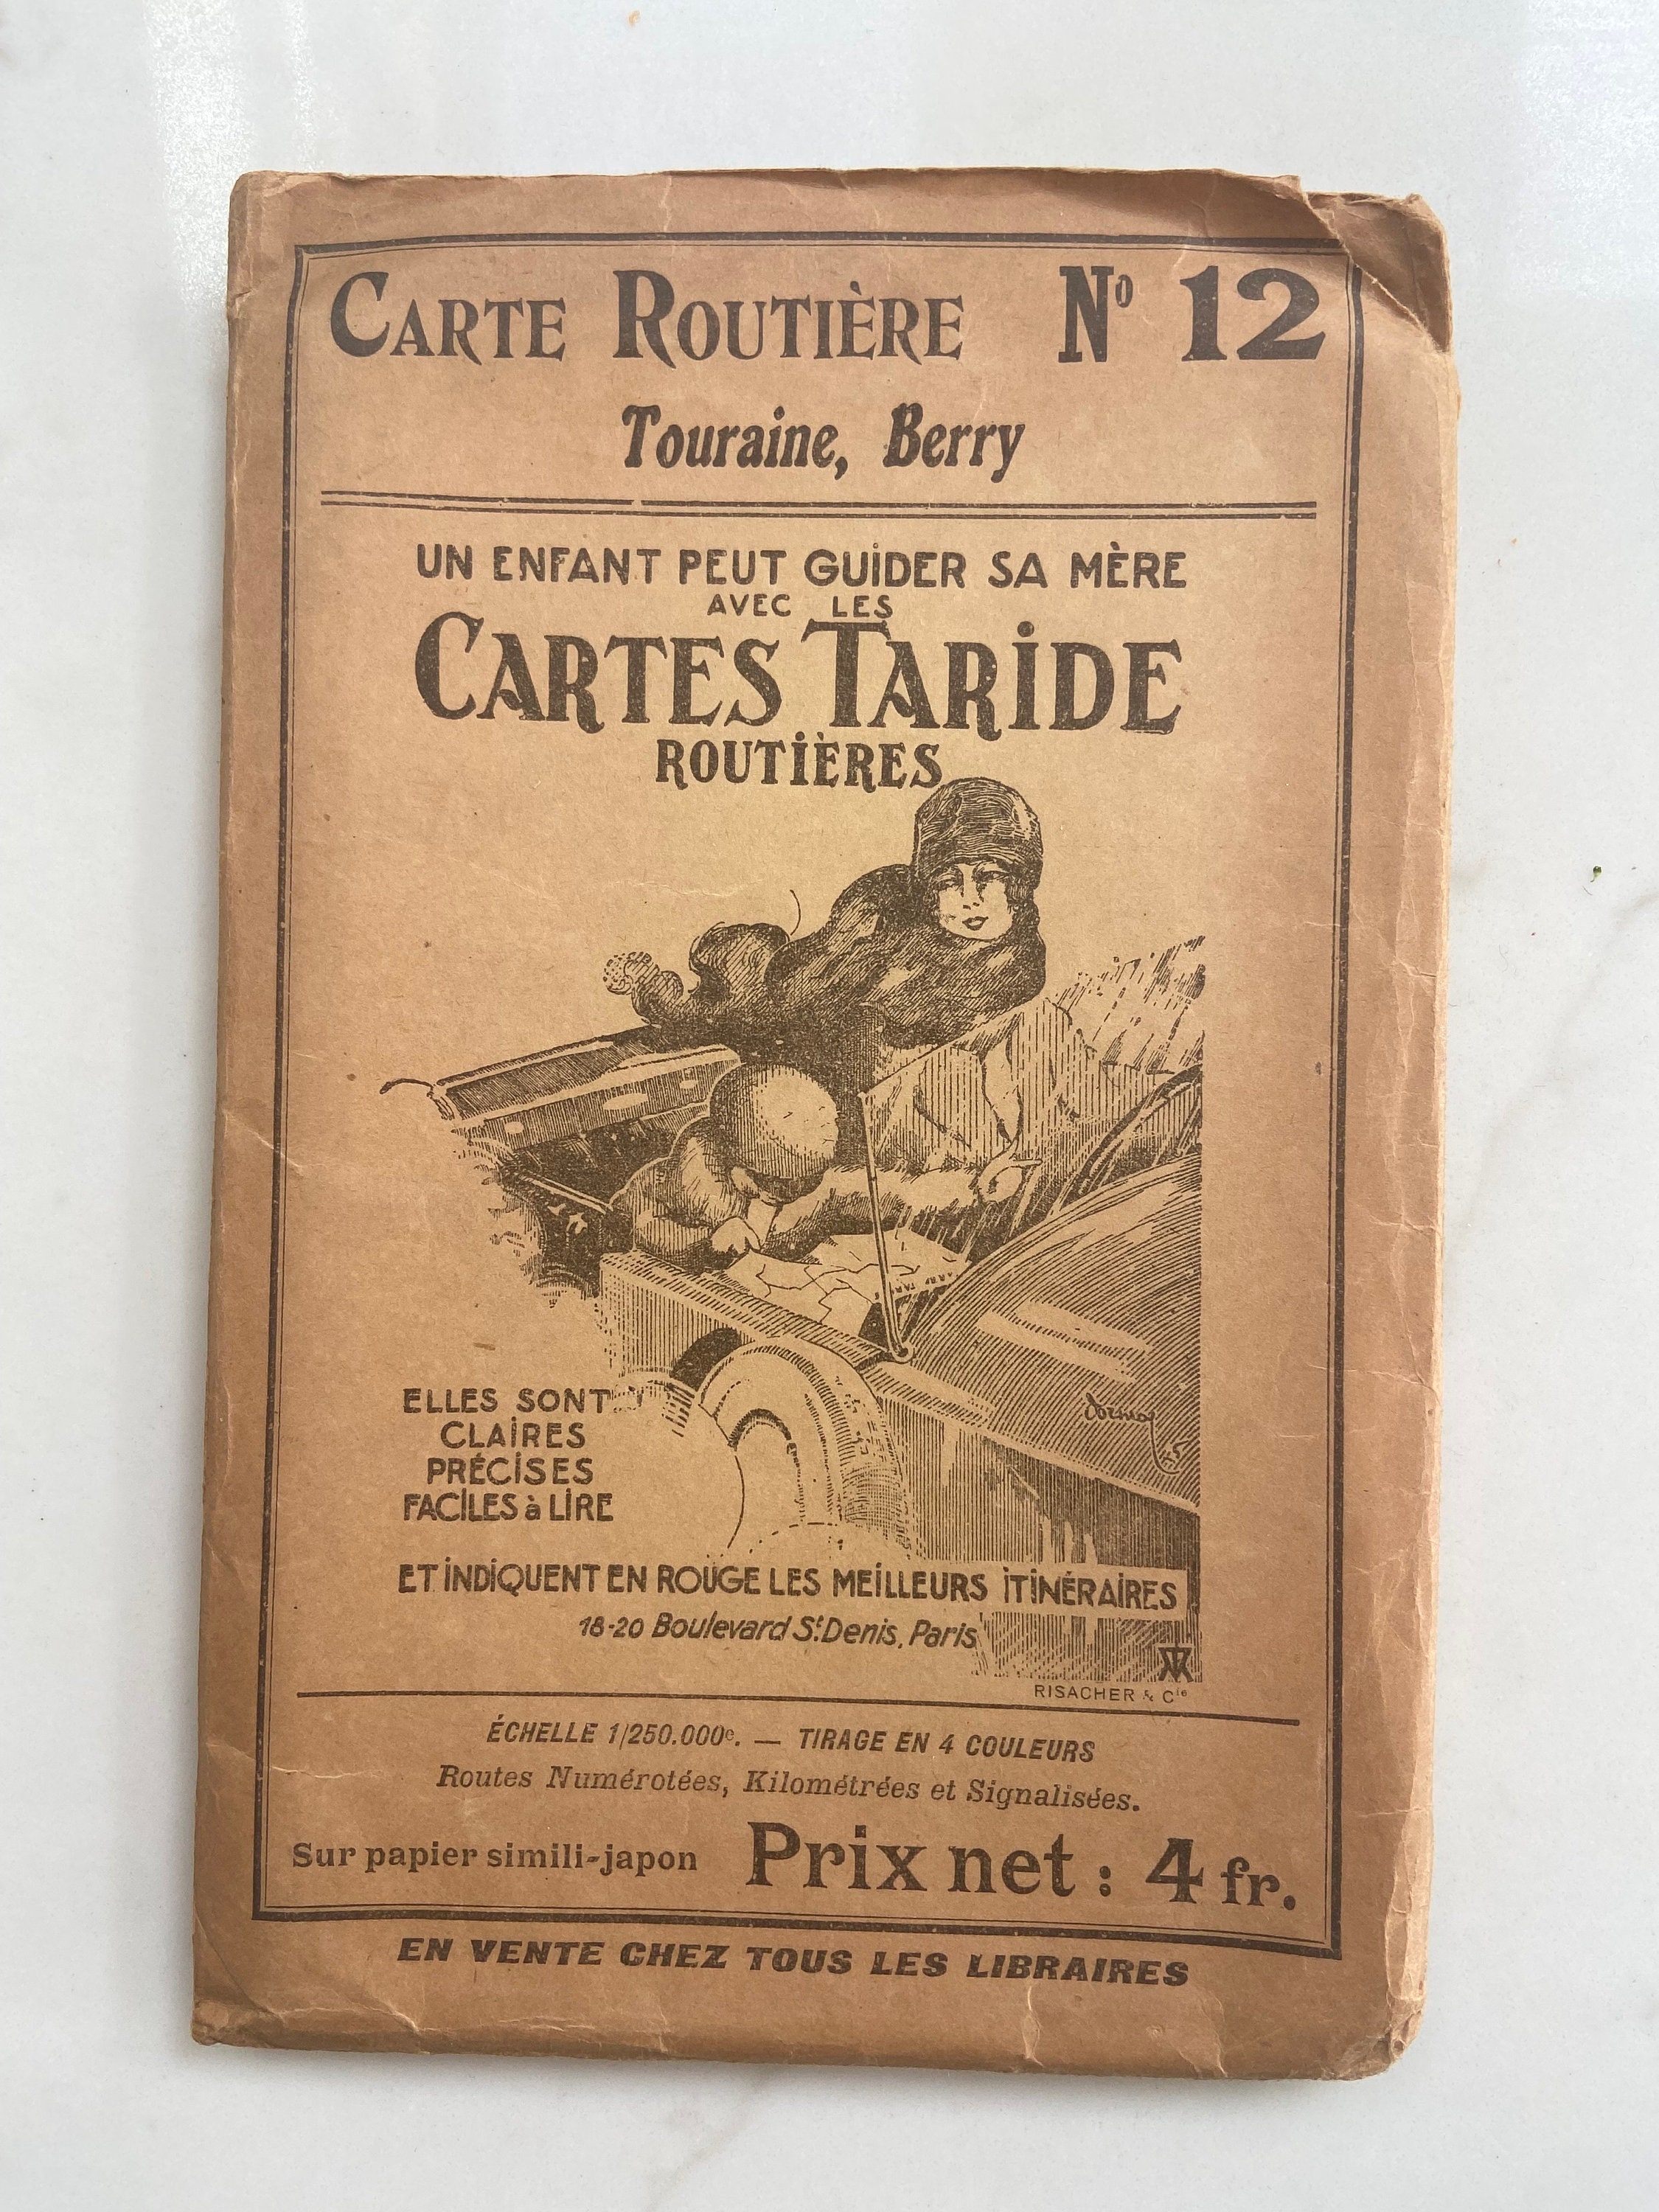 CARTE ROUTIÈRE Nº 12
Touraine, Berry
UN ENFANT PEUT GUIDER SA MÈRE
AVEC LES
CARTES TARIDE
ROUTIÈRES
ELLES SONT
CLAIRES
PRÉCISES
FACILES à LIRE
ET INDIQUENT EN ROUGE LES MEILLEURS ITINÉRAIRES
18-20 Boulevard St Denis, Paris
RISACHER & Cie
ÉCHELLE 1/250.000e. — TIRAGE EN 4 COULEURS
Routes Numérotées, Kilométrées et Signalisées.
Sur papier simili-japon Prix net : 4 fr.
EN VENTE CHEZ TOUS LES LIBRAIRES